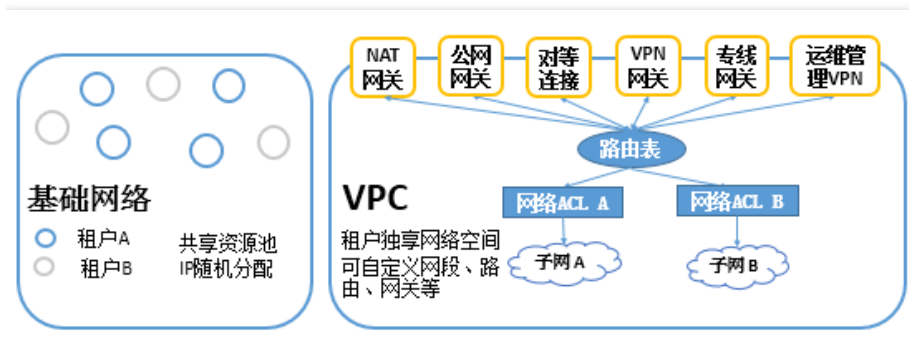 NAT
网关
公网
网关
对等
连接
VPN
网关
专线
网关
运维管
理VPN
路由表
基础网络
租户A
租户B
共享资源池
IP随机分配
VPC
租户独享网络空间
可自定义网段、路
由、网关等
网络ACL A
网络ACL B
子网A
子网B